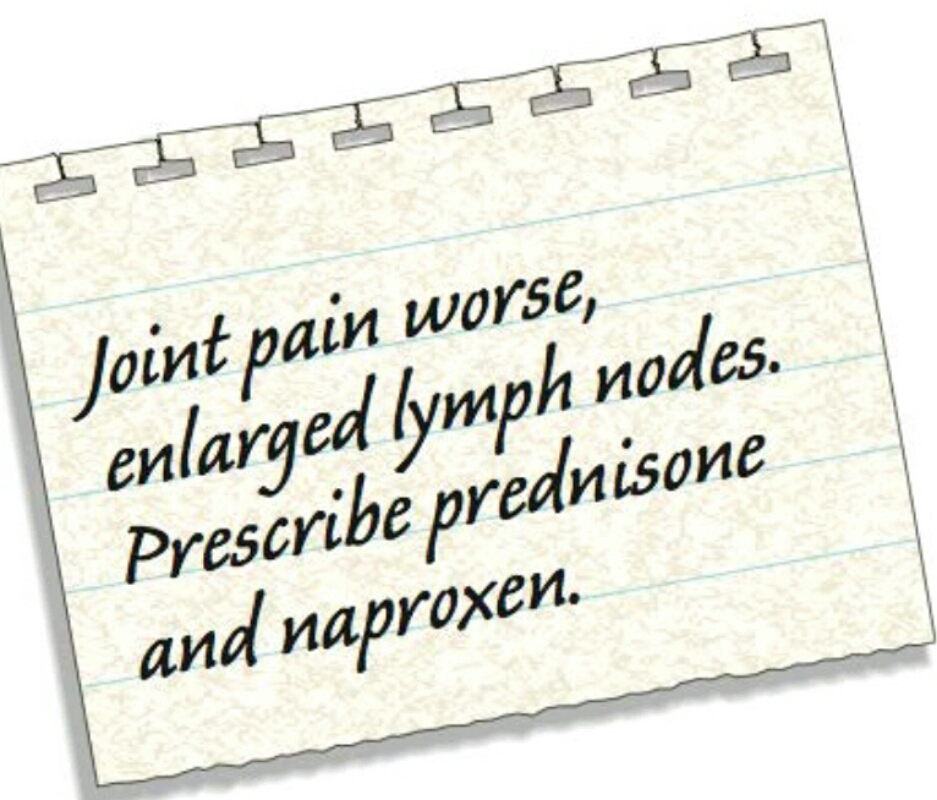 Joint pain worse,
enlarged lymph nodes.
Prescribe prednisone
and naproxen.